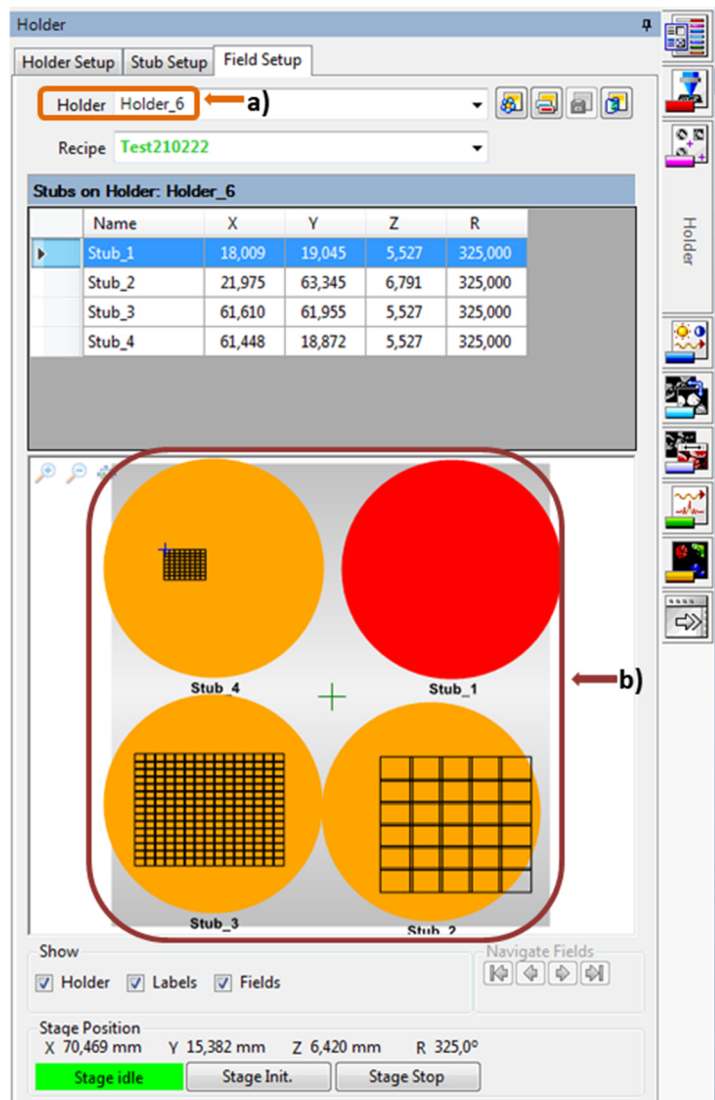 Holder
Holder Setup Stub Setup Field Setup
Holder Holder_6 a)
Recipe Test210222
Stubs on Holder: Holder_6
Name X Y Z R
Stub_1 18,009 19,045 5,527 325,000
Stub_2 21,975 63,345 6,791 325,000
Stub_3 61,610 61,955 5,527 325,000
Stub_4 61,448 18,872 5,527 325,000
Holder
Stub_4 Stub_1
b)
Stub_3 Stub_2
Show Navigate Fields
Holder Labels Fields
Stage Position
X 70,469 mm Y 15,382 mm Z 6,420 mm R 325,0º
Stage idle Stage Init. Stage Stop